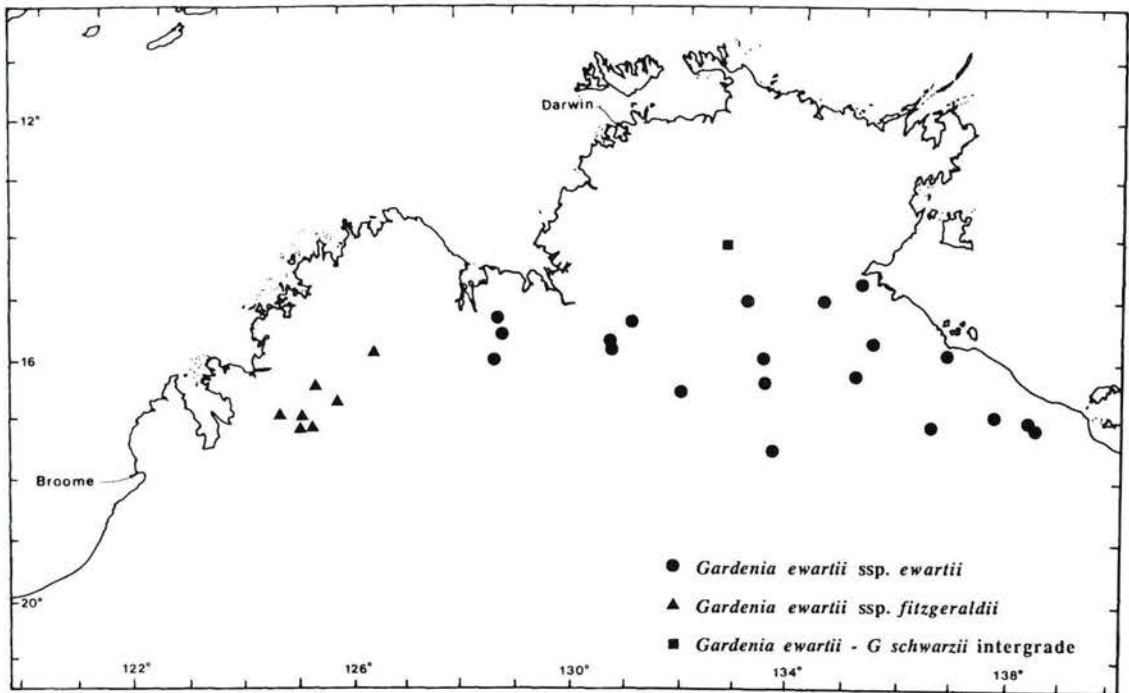 Darwin
12°
16
Broome
Gardenia ewartii ssp. ewartii
Gardenia ewartii ssp. fitzgeraldii
20°
Gardenia ewartii - G schwarzii intergrade
122° 126° 130° 134° 138°